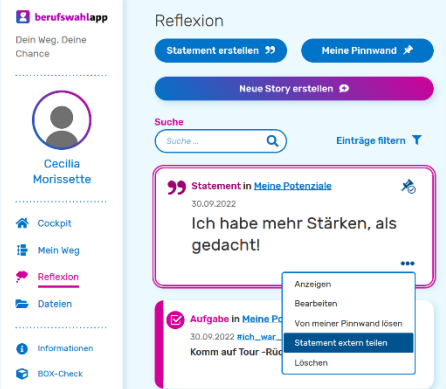 berufswahlapp
Dein Weg. Deine
Chance
Cecilia
Morissette
Cockpit
Mein Weg
Reflexion
Dateien
Informationen
BOX-Check
Reflexion
Statement erstellen
Meine Pinnwand
Neue Story erstellen
Suche
Suche ...
Einträge filtern
Statement in Meine Potenziale
30.09.2022
Ich habe mehr Stärken, als
gedacht!
Anzeigen
Bearbeiten
Von meiner Pinnwand lösen
Statement extern teilen
Löschen
Aufgabe in Meine Po
30.09.2022 #ich_war_
Komm auf Tour -Rüc